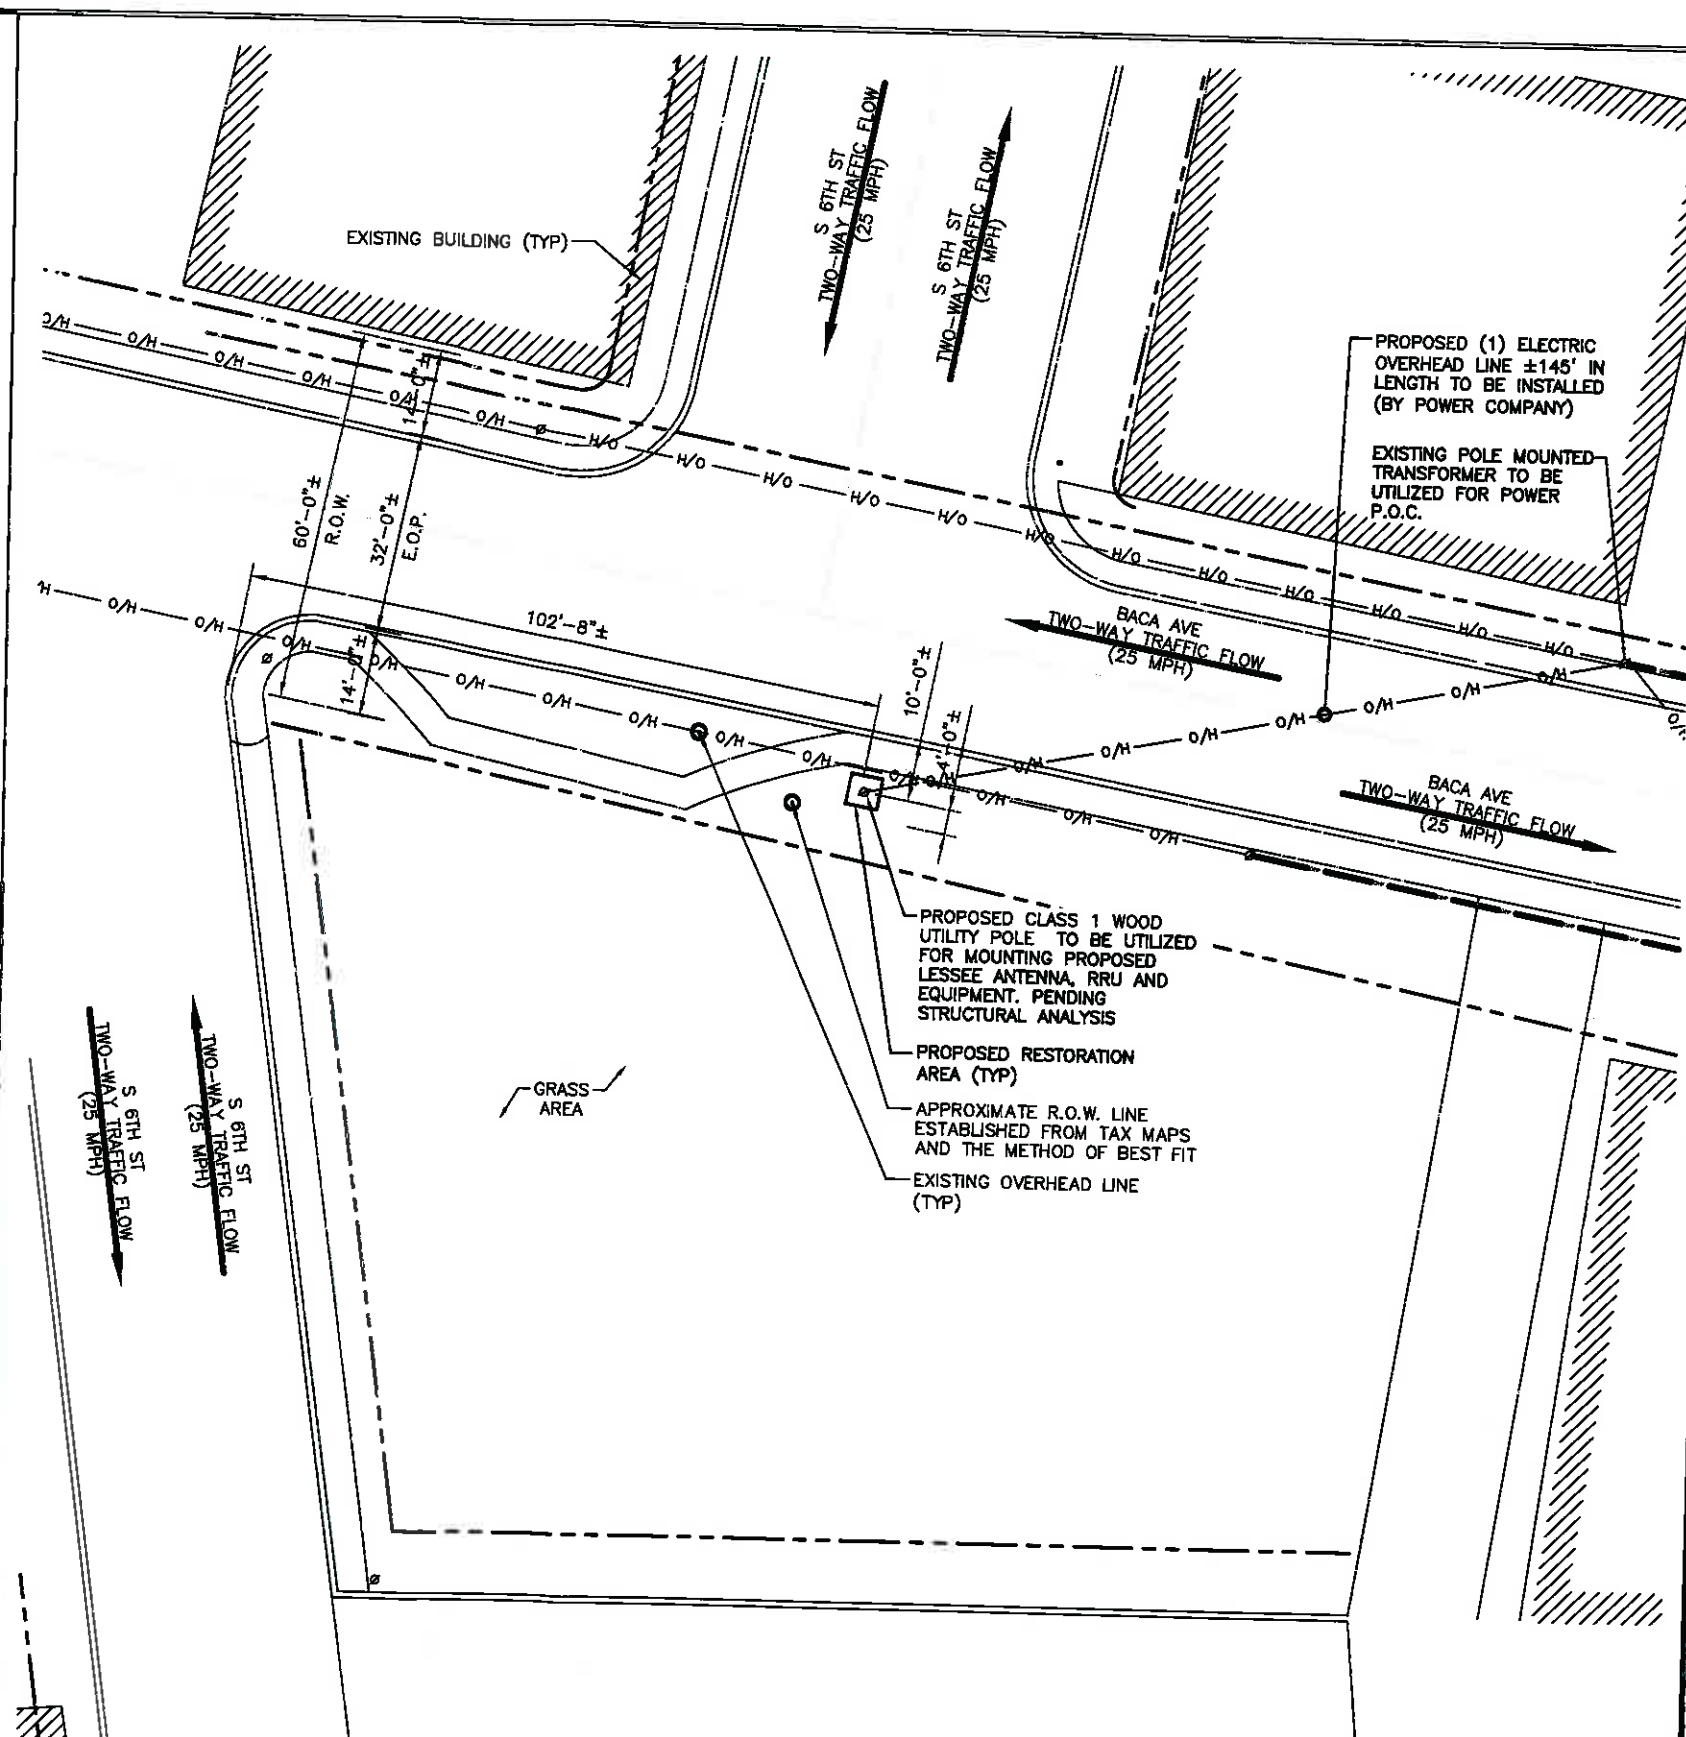 S 6TH ST
TWO-WAY TRAFFIC FLOW
(25 MPH)
S 6TH ST
TWO-WAY TRAFFIC FLOW
(25 MPH)
EXISTING BUILDING (TYP)
PROPOSED (1) ELECTRIC
OVERHEAD LINE ±145' IN
LENGTH TO BE INSTALLED
(BY POWER COMPANY)
EXISTING POLE MOUNTED
TRANSFORMER TO BE
UTILIZED FOR POWER
P.O.C.
O/H O/H O/H O/H O/H O/H H/O H/O H/O H/O H/O H/O H/O H/O H/O H/O H/O H/O
14'-0"±
60'-0"±
R.O.W.
32'-0"±
E.O.P.
14'-0"±
102'-8"±
10'-0"±
4'-0"±
O/H O/H O/H O/H O/H O/H O/H O/H O/H O/H O/H O/H O/H
O/H O/H O/H O/H O/H O/H O/H O/H
BACA AVE
TWO-WAY TRAFFIC FLOW
(25 MPH)
BACA AVE
TWO-WAY TRAFFIC FLOW
(25 MPH)
PROPOSED CLASS 1 WOOD
UTILITY POLE TO BE UTILIZED
FOR MOUNTING PROPOSED
LESSEE ANTENNA, RRU AND
EQUIPMENT. PENDING
STRUCTURAL ANALYSIS
PROPOSED RESTORATION
AREA (TYP)
APPROXIMATE R.O.W. LINE
ESTABLISHED FROM TAX MAPS
AND THE METHOD OF BEST FIT
EXISTING OVERHEAD LINE
(TYP)
GRASS
AREA
S 6TH ST
TWO-WAY TRAFFIC FLOW
(25 MPH)
S 6TH ST
TWO-WAY TRAFFIC FLOW
(25 MPH)